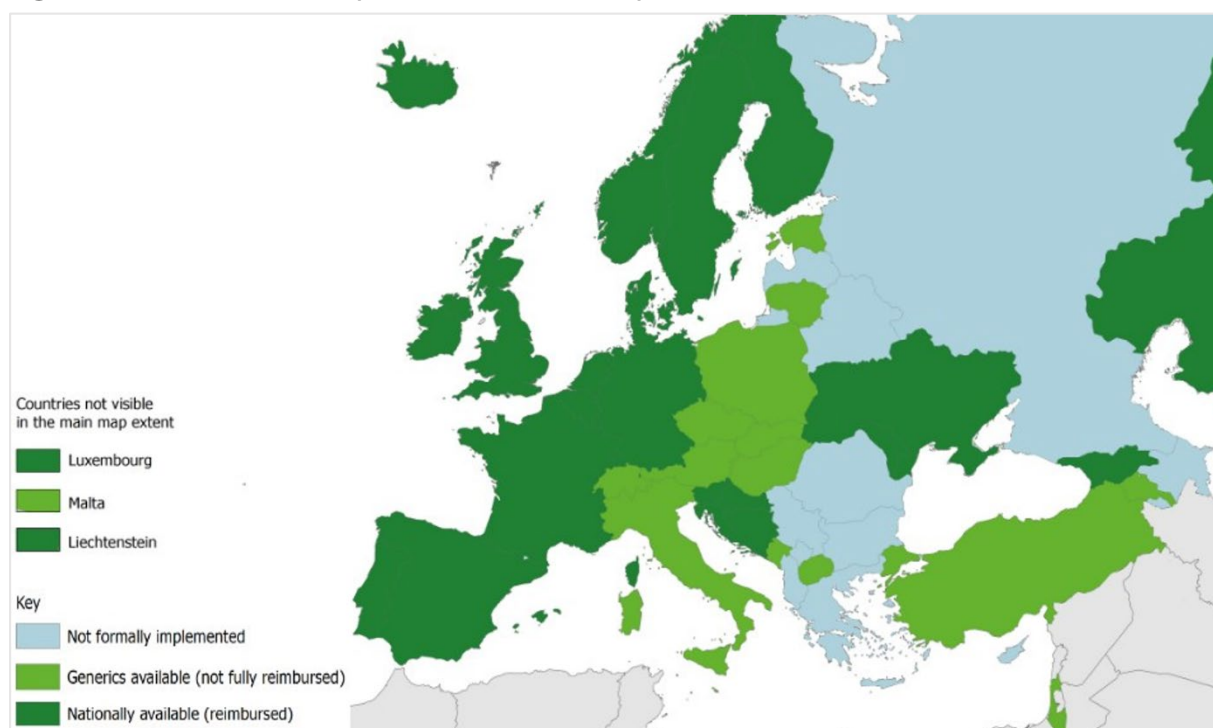 Countries not visible
in the main map extent
Luxembourg
Malta
Liechtenstein
Key
Not formally implemented
Generics available (not fully reimbursed)
Nationally available (reimbursed)